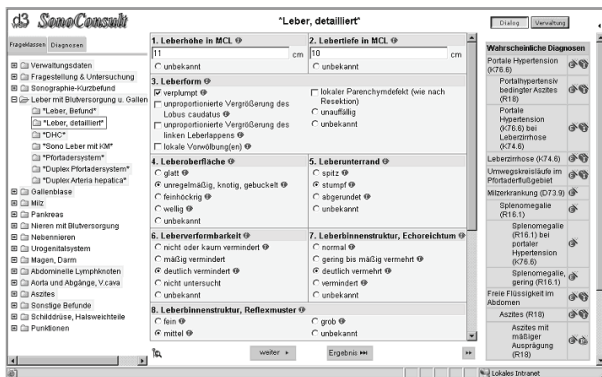 d3 SonoConsult
*Leber, detailliert*
Dialog
Verwaltung
Frageklassen
Diagnosen
Verwaltungsdaten
Fragestellung & Untersuchung
Sonographie-Kurzbefund
Leber mit Blutversorgung u. Gallen
*Leber, Befund*
*Leber, detailliert*
*DHC*
*Sono Leber mit KM*
*Pfortadersystem*
*Duplex Pfortadersystem*
*Duplex Arteria hepatica*
Gallenblase
Milz
Pankreas
Nieren mit Blutversorgung
Nebennieren
Urogenitalsystem
Magen, Darm
Abdominelle Lymphknoten
Aorta und Abgänge, V.cava
Aszites
Sonstige Befunde
Schilddrüse, Halsweichteile
Punktionen
1. Leberhöhe in MCL
11 cm
unbekannt
2. Lebertiefe in MCL
10 cm
unbekannt
3. Leberform
verplumpt
unproportionierte Vergrößerung des
Lobus caudatus
unproportionierte Vergrößerung des
linken Leberlappens
lokale Vorwölbung(en)
lokaler Parenchymdefekt (wie nach
Resektion)
unauffällig
unbekannt
4. Leberoberfläche
glatt
unregelmäßig, knotig, gebuckelt
feinhöckrig
wellig
unbekannt
5. Leberunterrand
spitz
stumpf
abgerundet
unbekannt
6. Leberverformbarkeit
nicht oder kaum vermindert
mäßig vermindert
deutlich vermindert
nicht untersucht
unbekannt
7. Leberbinnenstruktur, Echoreichtum
normal
gering bis mäßig vermehrt
deutlich vermehrt
vermindert
unbekannt
8. Leberbinnenstruktur, Reflexmuster
fein
mittel
grob
unbekannt
weiter
Ergebnis
Wahrscheinliche Diagnosen
Portale Hypertension
(K76.6)
Portalhypertensiv
bedingter Aszites
(R18)
Portale
Hypertension
(K76.6) bei
Leberzirrhose
(K74.6)
Leberzirrhose (K74.6)
Umwegskreisläufe im
Pfortaderflußgebiet
Milzerkrankung (D73.9)
Splenomegalie
(R16.1)
Splenomegalie
(R16.1) bei
portaler
Hypertension
(K76.6)
Splenomegalie,
gering (R16.1)
Freie Flüssigkeit im
Abdomen
Aszites (R18)
Aszites mit
mäßiger
Ausprägung
(R18)
Lokales Intranet